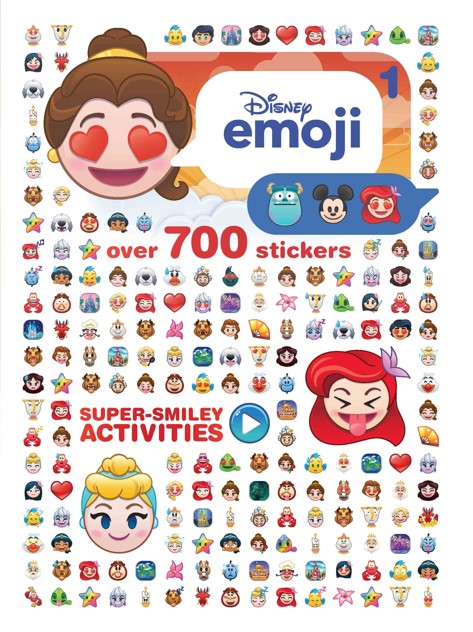 1
Disney
emoji
over 700 stickers
SUPER-SMILEY
ACTIVITIES